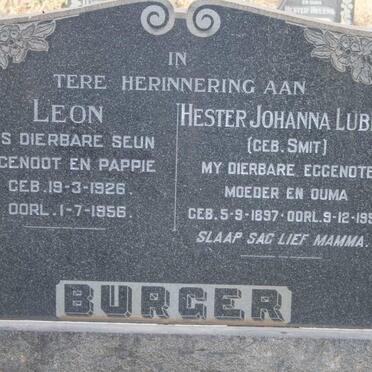 IN
TERE HERINNERING AAN
LEON
S DIERBARE SEUN
GGENOOT EN PAPPIE
GEB. 19-3-1926.
OORL. 1-7-1956.
HESTER JOHANNA LUB
(GEB. SMIT)
MY DIERBARE EGGENOTE
MOEDER EN OUMA
GEB. 5-9-1897 · OORL. 9-12-195
SLAAP SAG LIEF MAMMA.
BURGER